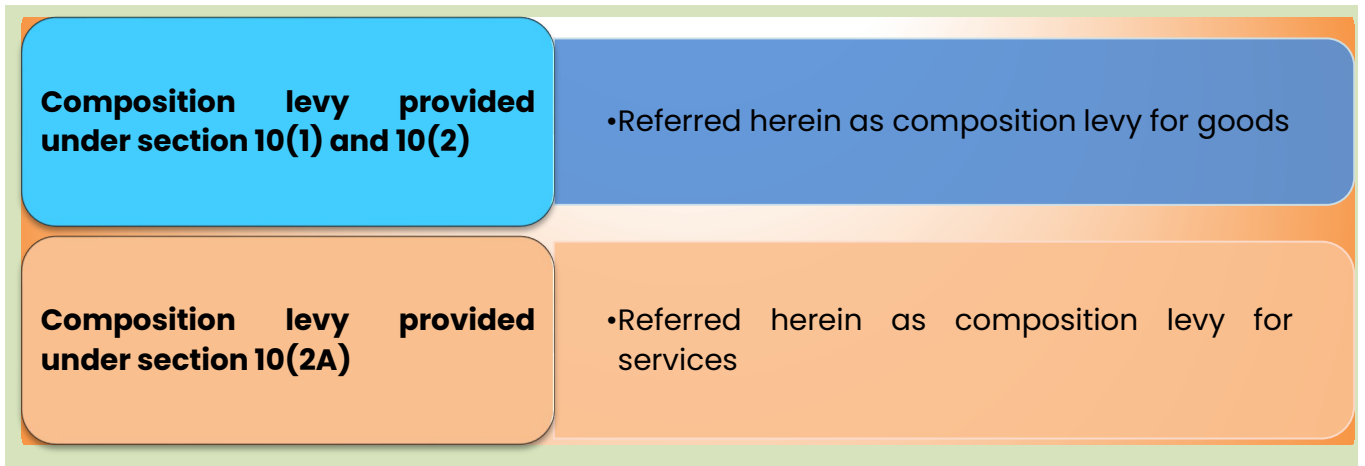 Composition levy provided
under section 10(1) and 10(2)
•Referred herein as composition levy for goods
Composition levy provided
under section 10(2A)
•Referred herein as composition levy for
services